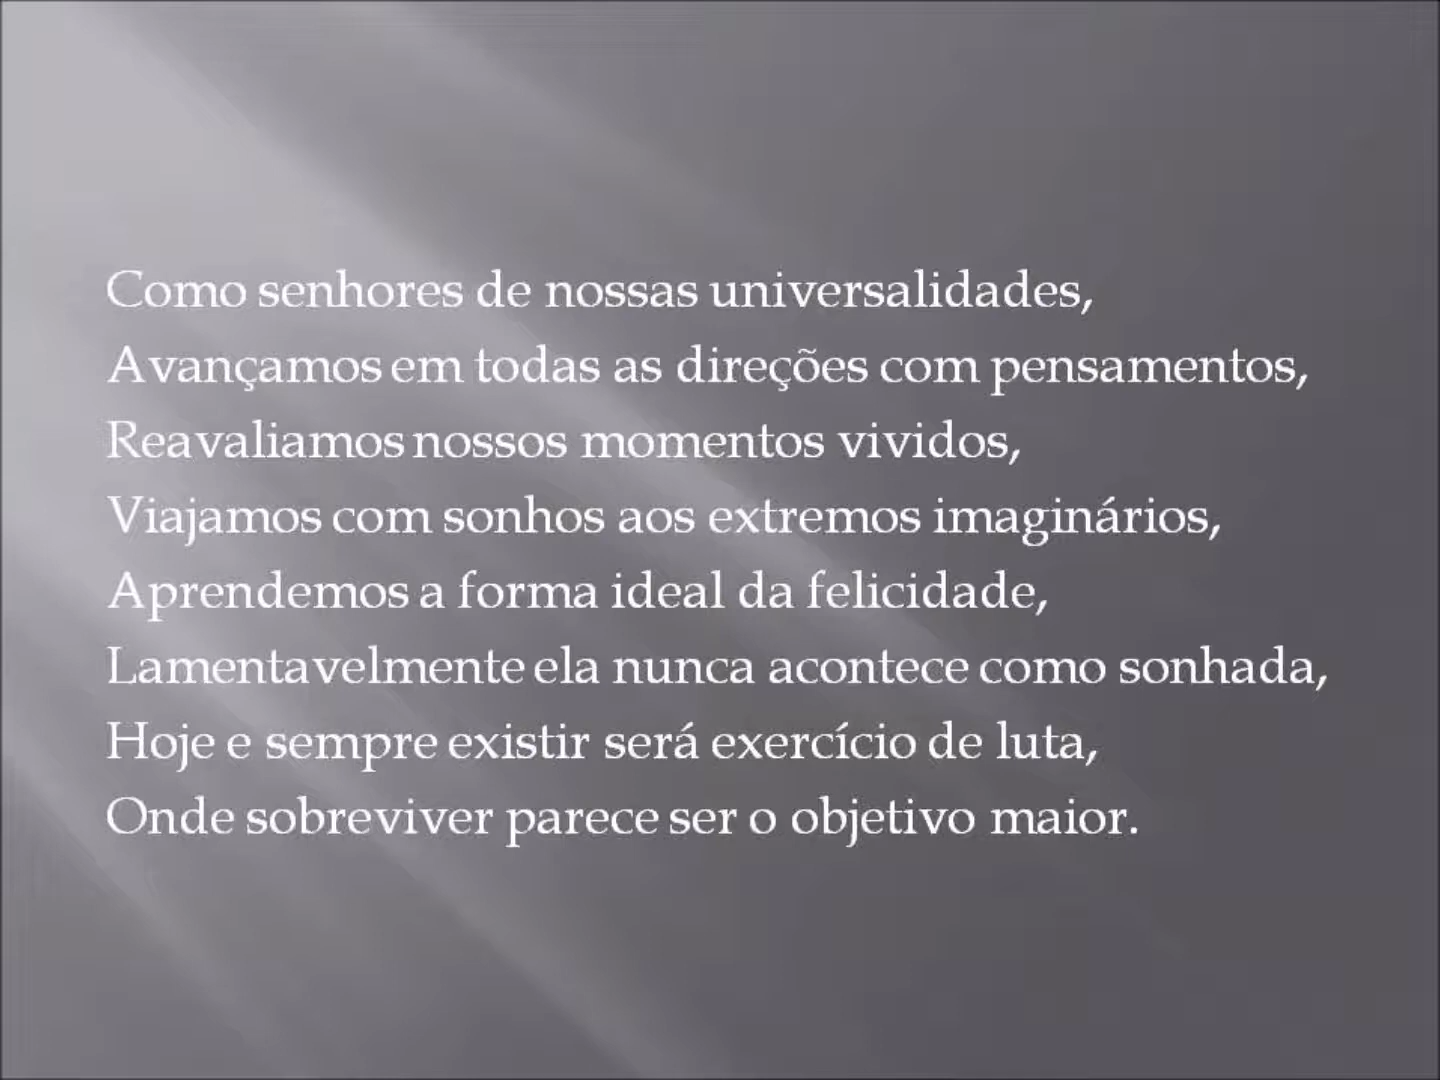 Como senhores de nossas universalidades,
Avançamos em todas as direções com pensamentos,
Reavaliamos nossos momentos vividos,
Viajamos com sonhos aos extremos imaginários,
Aprendemos a forma ideal da felicidade,
Lamentavelmente ela nunca acontece como sonhada,
Hoje e sempre existir será exercício de luta,
Onde sobreviver parece ser o objetivo maior.